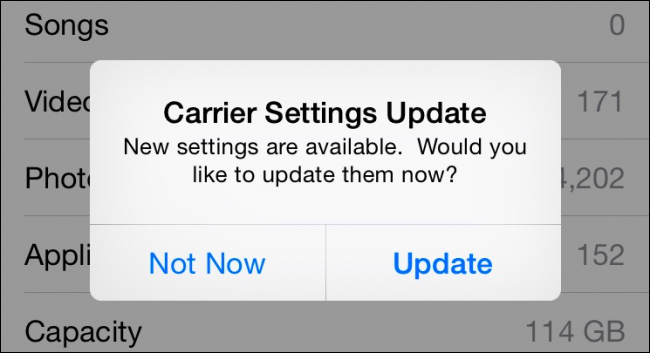 Songs 0
Video 171
Photo 4,202
Appli 152
Capacity 114 GB
Carrier Settings Update
New settings are available.  Would you
like to update them now?
Not Now
Update